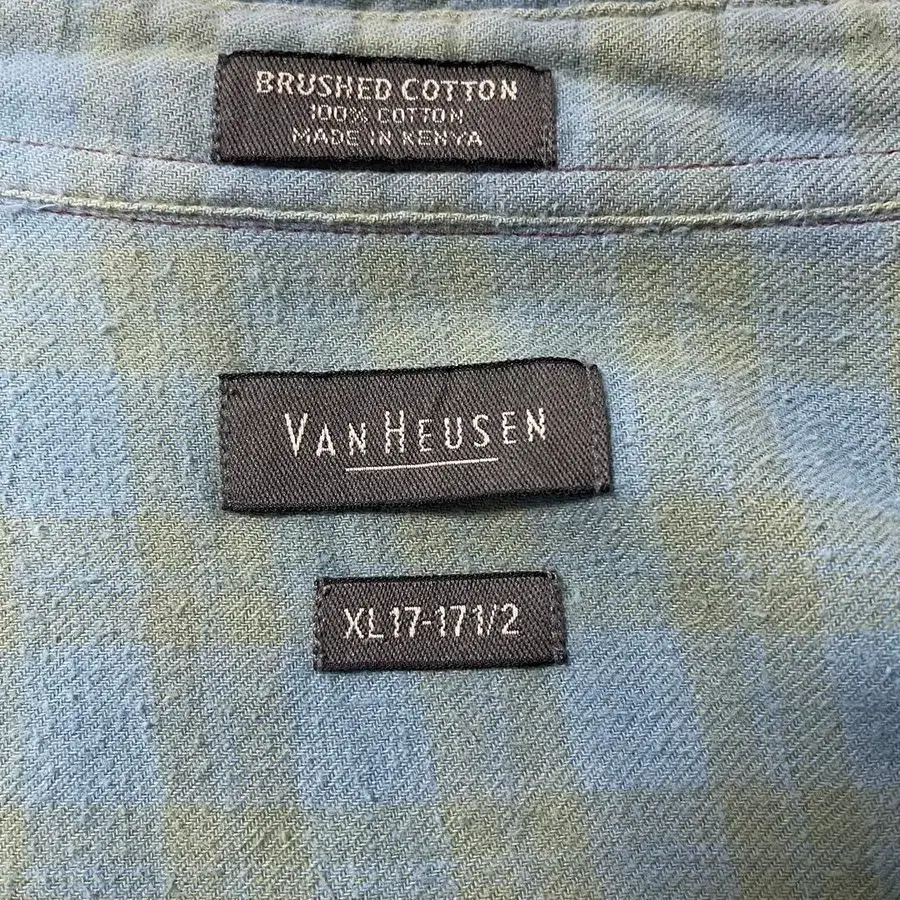 BRUSHED COTTON
100% COTTON
MADE IN KENYA
VAN HEUSEN
XL 17-17 1/2